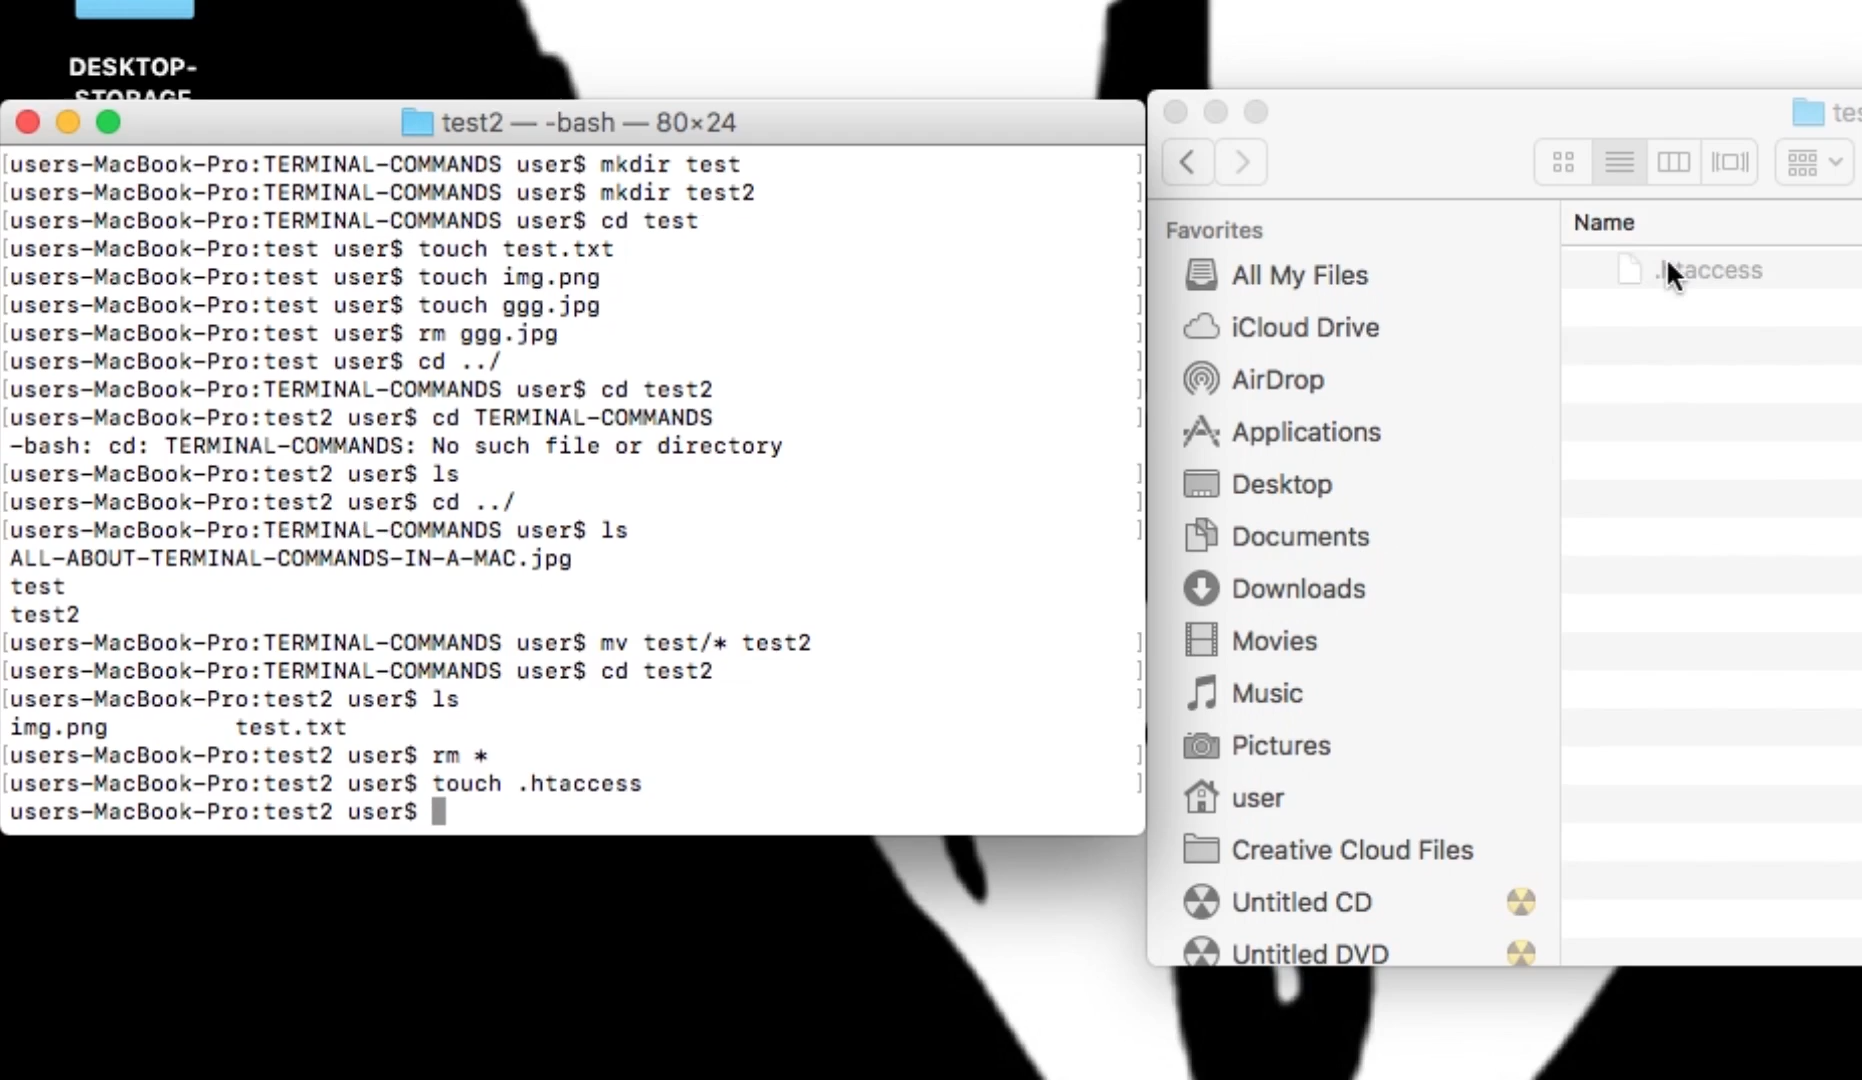 DESKTOP-
STORAGE
test2 — -bash — 80×24
[users-MacBook-Pro:TERMINAL-COMMANDS user$ mkdir test ]
[users-MacBook-Pro:TERMINAL-COMMANDS user$ mkdir test2 ]
[users-MacBook-Pro:TERMINAL-COMMANDS user$ cd test ]
[users-MacBook-Pro:test user$ touch test.txt ]
[users-MacBook-Pro:test user$ touch img.png ]
[users-MacBook-Pro:test user$ touch ggg.jpg ]
[users-MacBook-Pro:test user$ rm ggg.jpg ]
[users-MacBook-Pro:test user$ cd ../ ]
[users-MacBook-Pro:TERMINAL-COMMANDS user$ cd test2 ]
[users-MacBook-Pro:test2 user$ cd TERMINAL-COMMANDS ]
-bash: cd: TERMINAL-COMMANDS: No such file or directory
[users-MacBook-Pro:test2 user$ ls ]
[users-MacBook-Pro:test2 user$ cd ../ ]
[users-MacBook-Pro:TERMINAL-COMMANDS user$ ls ]
ALL-ABOUT-TERMINAL-COMMANDS-IN-A-MAC.jpg
test
test2
[users-MacBook-Pro:TERMINAL-COMMANDS user$ mv test/* test2 ]
[users-MacBook-Pro:TERMINAL-COMMANDS user$ cd test2 ]
[users-MacBook-Pro:test2 user$ ls ]
img.png test.txt
[users-MacBook-Pro:test2 user$ rm * ]
[users-MacBook-Pro:test2 user$ touch .htaccess ]
users-MacBook-Pro:test2 user$
Favorites
All My Files
iCloud Drive
AirDrop
Applications
Desktop
Documents
Downloads
Movies
Music
Pictures
user
Creative Cloud Files
Untitled CD
Untitled DVD
Name
.htaccess